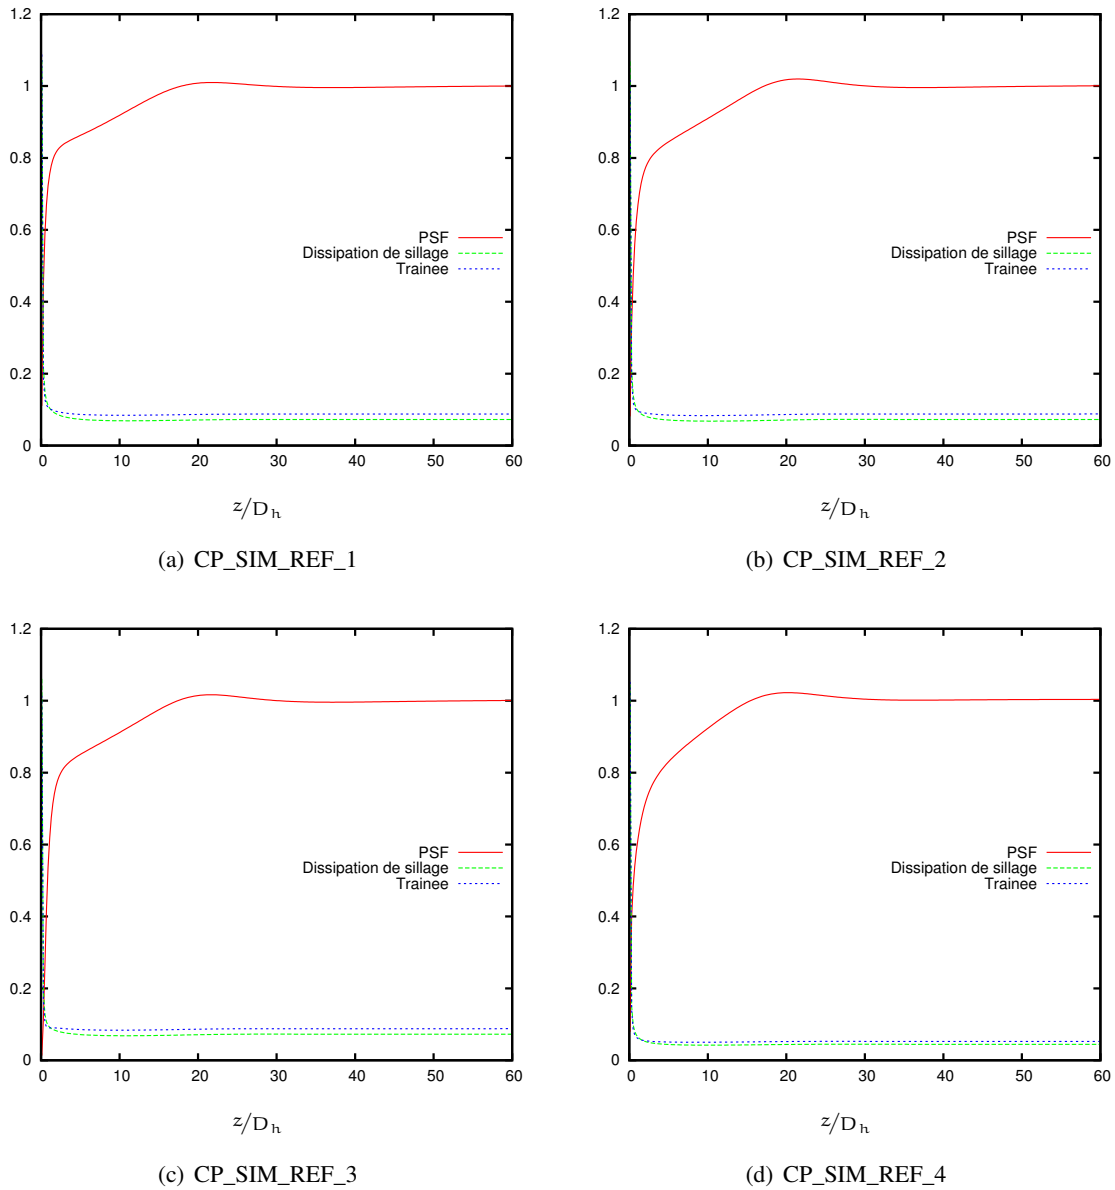 1.2
1
0.8
0.6
0.4
0.2
0
0 10 20 30 40 50 60
PSF
Dissipation de sillage
Trainee
z/D h
(a) CP_SIM_REF_1
1.2
1
0.8
0.6
0.4
0.2
0
0 10 20 30 40 50 60
PSF
Dissipation de sillage
Trainee
z/D h
(b) CP_SIM_REF_2
1.2
1
0.8
0.6
0.4
0.2
0
0 10 20 30 40 50 60
PSF
Dissipation de sillage
Trainee
z/D h
(c) CP_SIM_REF_3
1.2
1
0.8
0.6
0.4
0.2
0
0 10 20 30 40 50 60
PSF
Dissipation de sillage
Trainee
z/D h
(d) CP_SIM_REF_4